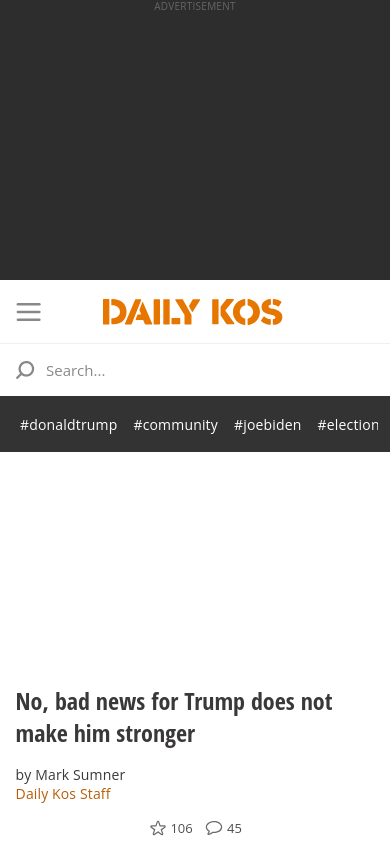 ADVERTISEMENT
DAILY KOS
Search...
#donaldtrump #community #joebiden #election
No, bad news for Trump does not
make him stronger
by Mark Sumner
Daily Kos Staff
106 45